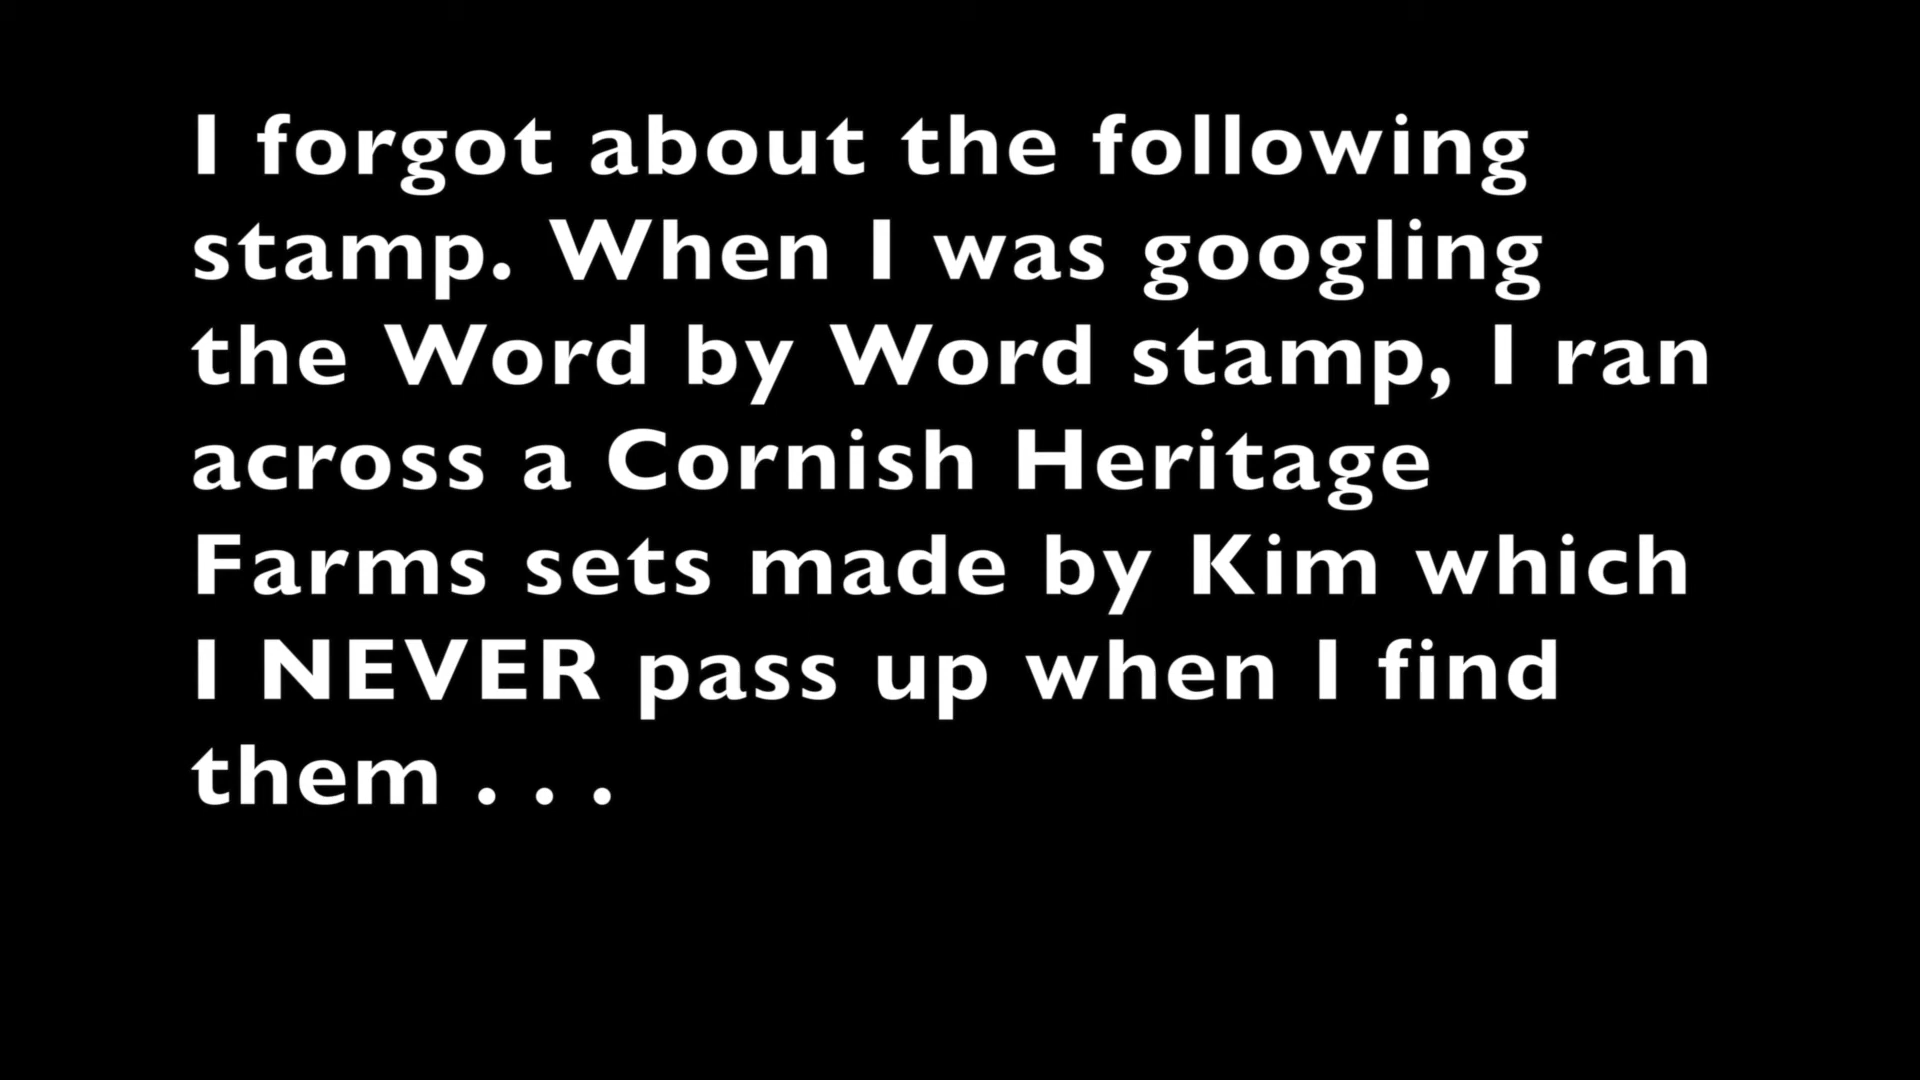 I forgot about the following
stamp. When I was googling
the Word by Word stamp, I ran
across a Cornish Heritage
Farms sets made by Kim which
I NEVER pass up when I find
them . . .